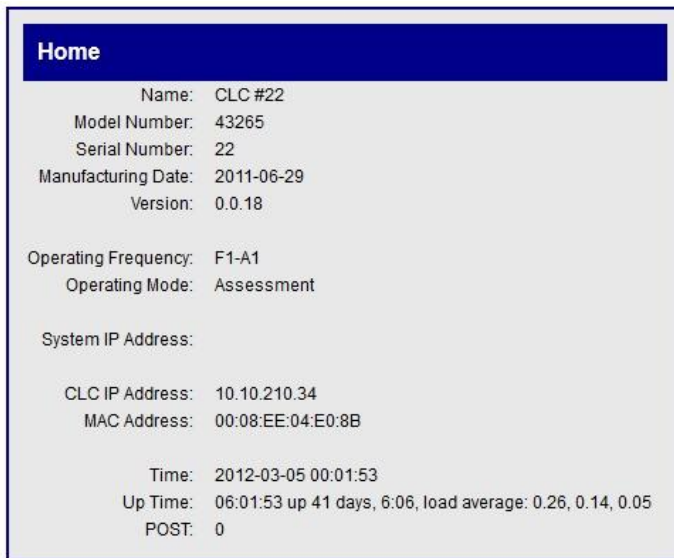 Home
Name: CLC #22
Model Number: 43265
Serial Number: 22
Manufacturing Date: 2011-06-29
Version: 0.0.18
Operating Frequency: F1-A1
Operating Mode: Assessment
System IP Address:
CLC IP Address: 10.10.210.34
MAC Address: 00:08:EE:04:E0:8B
Time: 2012-03-05 00:01:53
Up Time: 06:01:53 up 41 days, 6:06, load average: 0.26, 0.14, 0.05
POST: 0